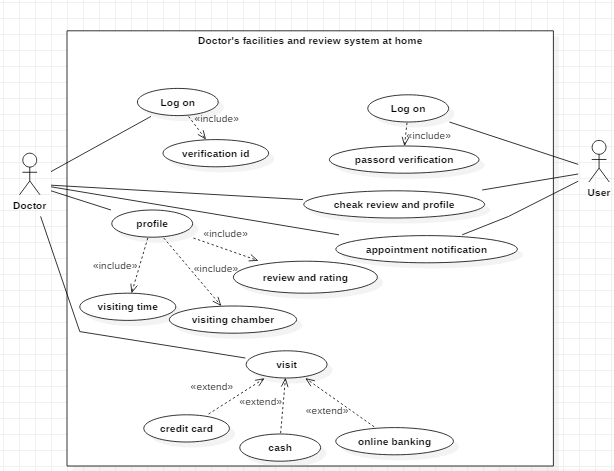 Doctor's facilities and review system at home
Log on
«include»
verification id
Log on
«include»
passord verification
Doctor
User
cheak review and profile
profile
«include»
appointment notification
«include»
«include»
review and rating
visiting time
visiting chamber
visit
«extend»
«extend»
«extend»
credit card
cash
online banking